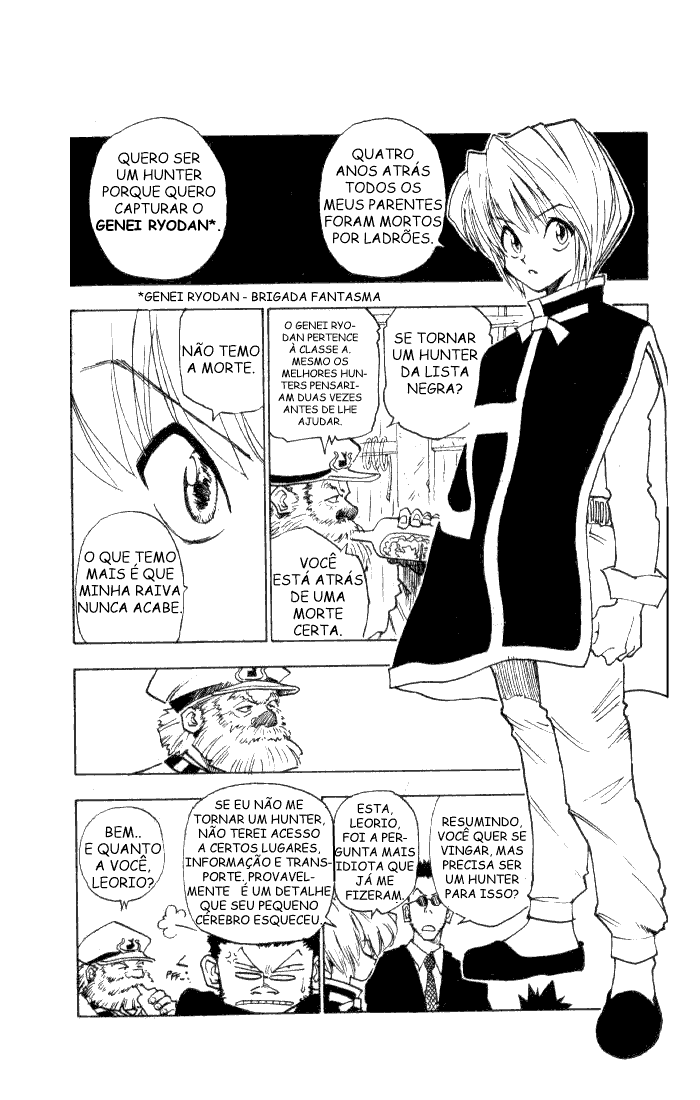 QUATRO
ANOS ATRÁS
TODOS OS
MEUS PARENTES
FORAM MORTOS
POR LADRÕES.
QUERO SER
UM HUNTER
PORQUE QUERO
CAPTURAR O
GENEI RYODAN*.
*GENEI RYODAN - BRIGADA FANTASMA
SE TORNAR
UM HUNTER
DA LISTA
NEGRA?
O GENEI RYO-
DAN PERTENCE
À CLASSE A.
MESMO OS
MELHORES HUN-
TERS PENSARI-
AM DUAS VEZES
ANTES DE LHE
AJUDAR.
VOCÊ
ESTÁ ATRÁS
DE UMA
MORTE
CERTA.
NÃO TEMO
A MORTE.
O QUE TEMO
MAIS É QUE
MINHA RAIVA
NUNCA ACABE.
RESUMINDO,
VOCÊ QUER SE
VINGAR, MAS
PRECISA SER
UM HUNTER
PARA ISSO?
ESTA,
LEORIO,
FOI A PER-
GUNTA MAIS
IDIOTA QUE
JÁ ME
FIZERAM.
SE EU NÃO ME
TORNAR UM HUNTER,
NÃO TEREI ACESSO
A CERTOS LUGARES,
INFORMAÇÃO E TRANS-
PORTE. PROVAVEL-
MENTE É UM DETALHE
QUE SEU PEQUENO
CÉREBRO ESQUECEU.
BEM..
E QUANTO
A VOCÊ,
LEORIO?
PFF..